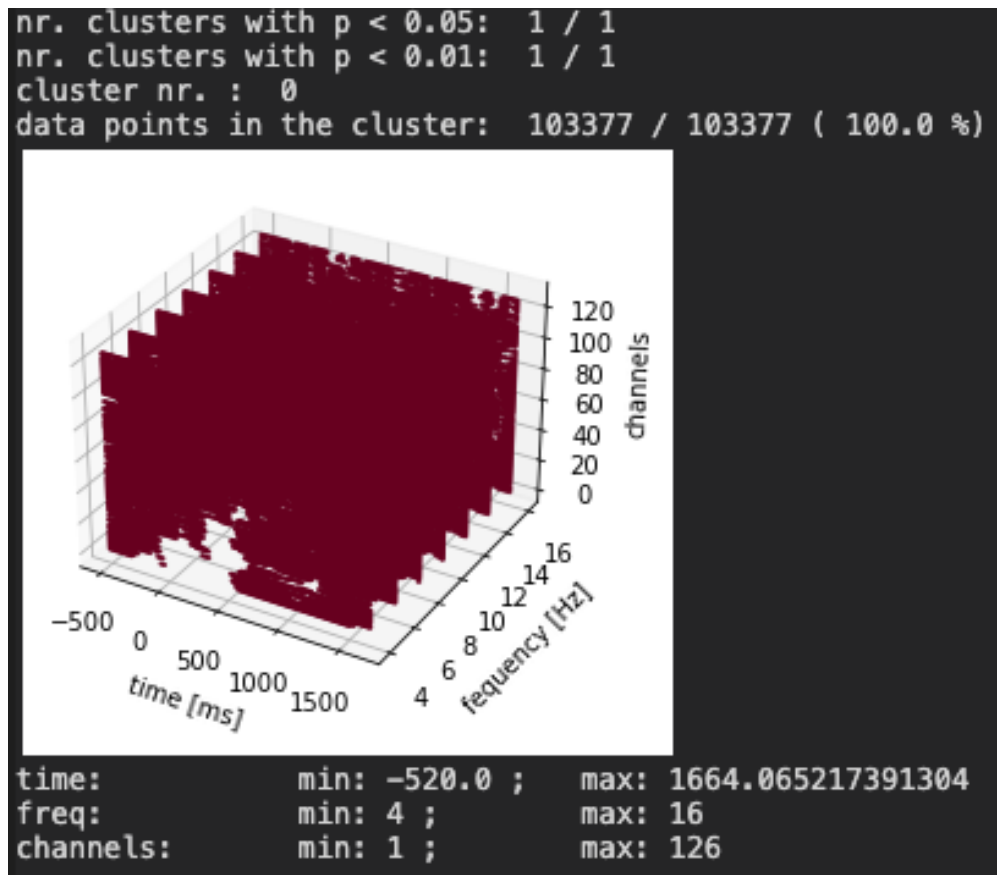 nr. clusters with p < 0.05:  1 / 1
nr. clusters with p < 0.01:  1 / 1
cluster nr. :  0
data points in the cluster:  103377 / 103377 ( 100.0 %)
120
100
80
60
40
20
0
channels
−500
0
500
1000
1500
time [ms]
4
6
8
10
12
14
16
fequency [Hz]
time:           min: −520.0 ;    max: 1664.065217391304
freq:           min: 4 ;         max: 16
channels:       min: 1 ;         max: 126